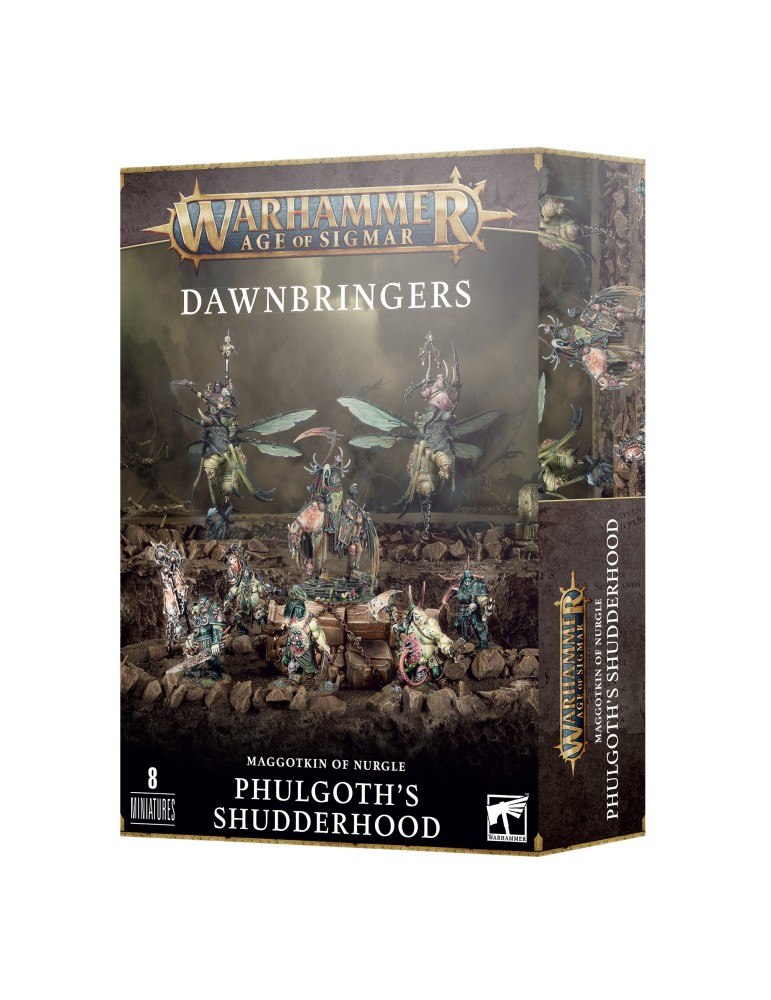 WARHAMMER
AGE OF SIGMAR
DAWNBRINGERS
8
MINIATURES
MAGGOTKIN OF NURGLE
PHULGOTH'S
SHUDDERHOOD
WARHAMMER
WARHAMMER
AGE OF SIGMAR
MAGGOTKIN OF NURGLE
PHULGOTH'S SHUDDERHOOD